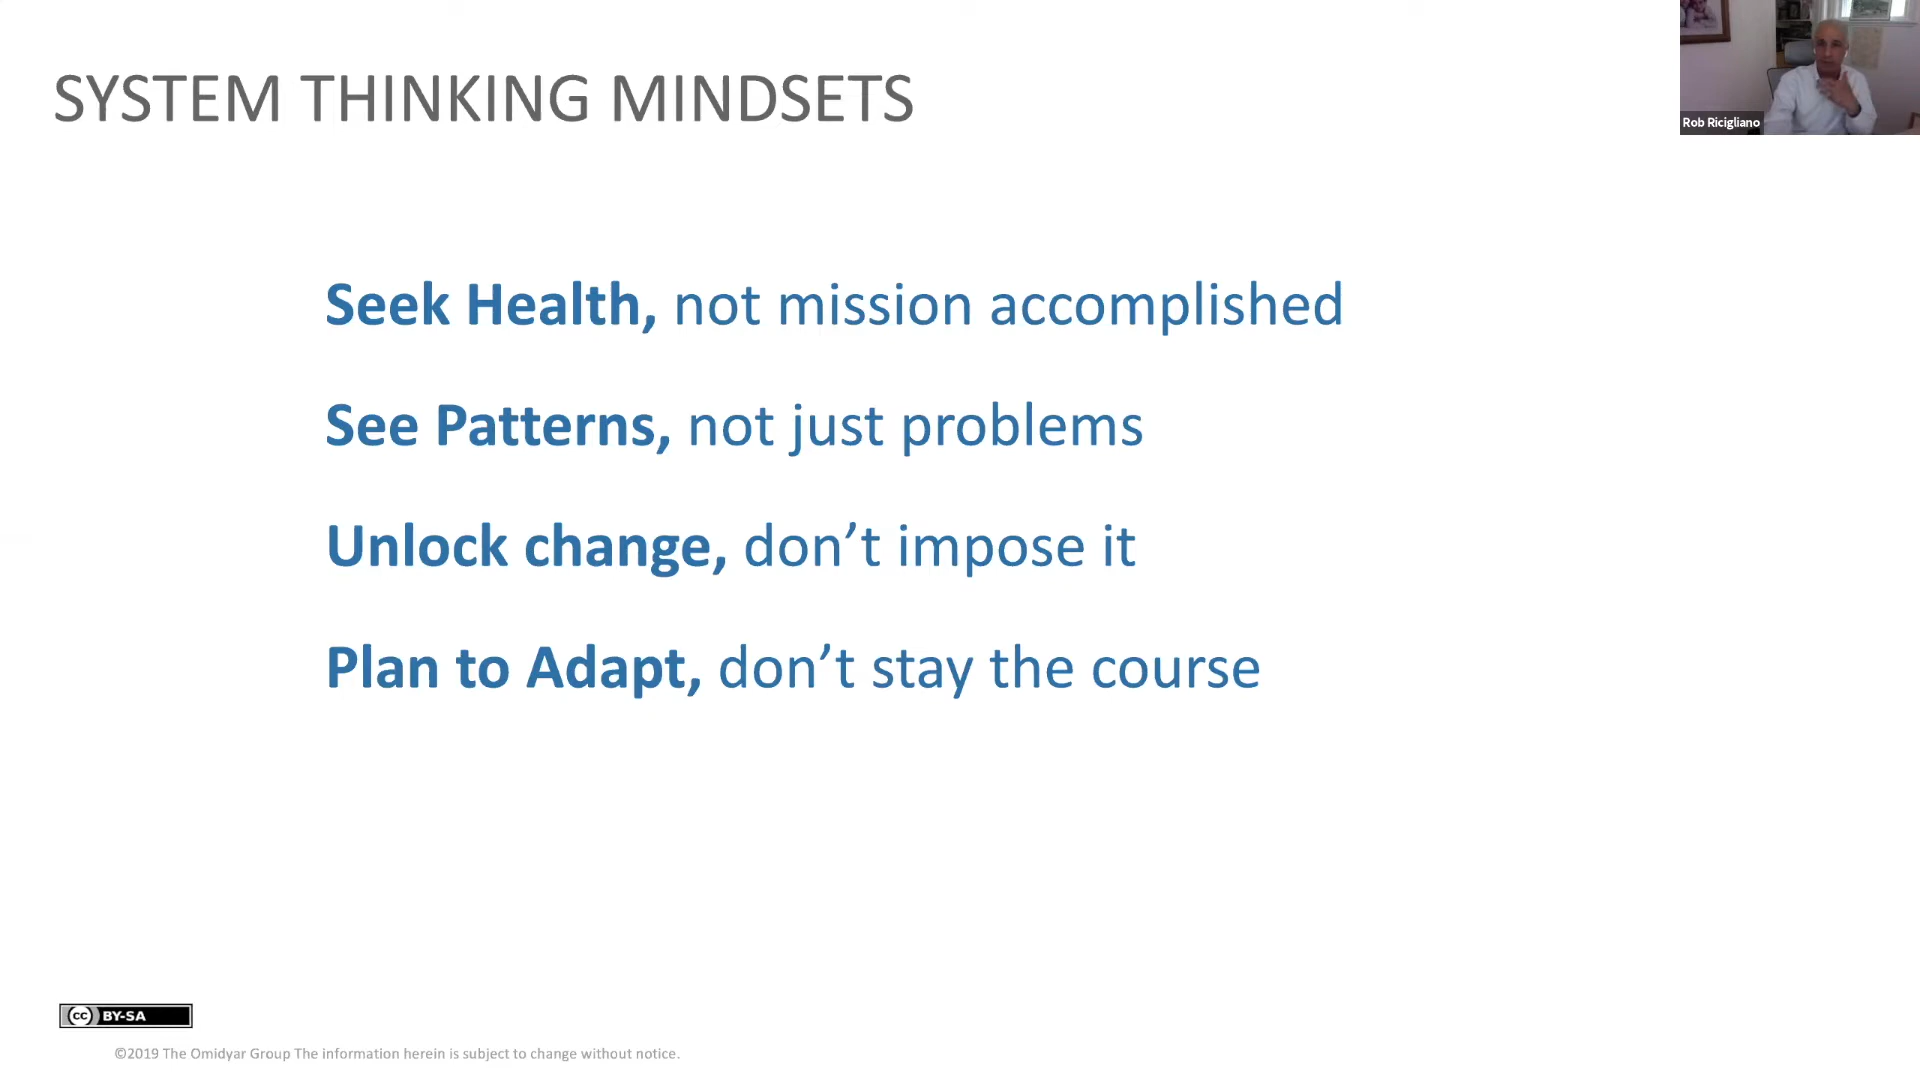 SYSTEM THINKING MINDSETS
Rob Ricigliano
Seek Health, not mission accomplished
See Patterns, not just problems
Unlock change, don’t impose it
Plan to Adapt, don’t stay the course
cc BY-SA
©2019 The Omidyar Group The information herein is subject to change without notice.